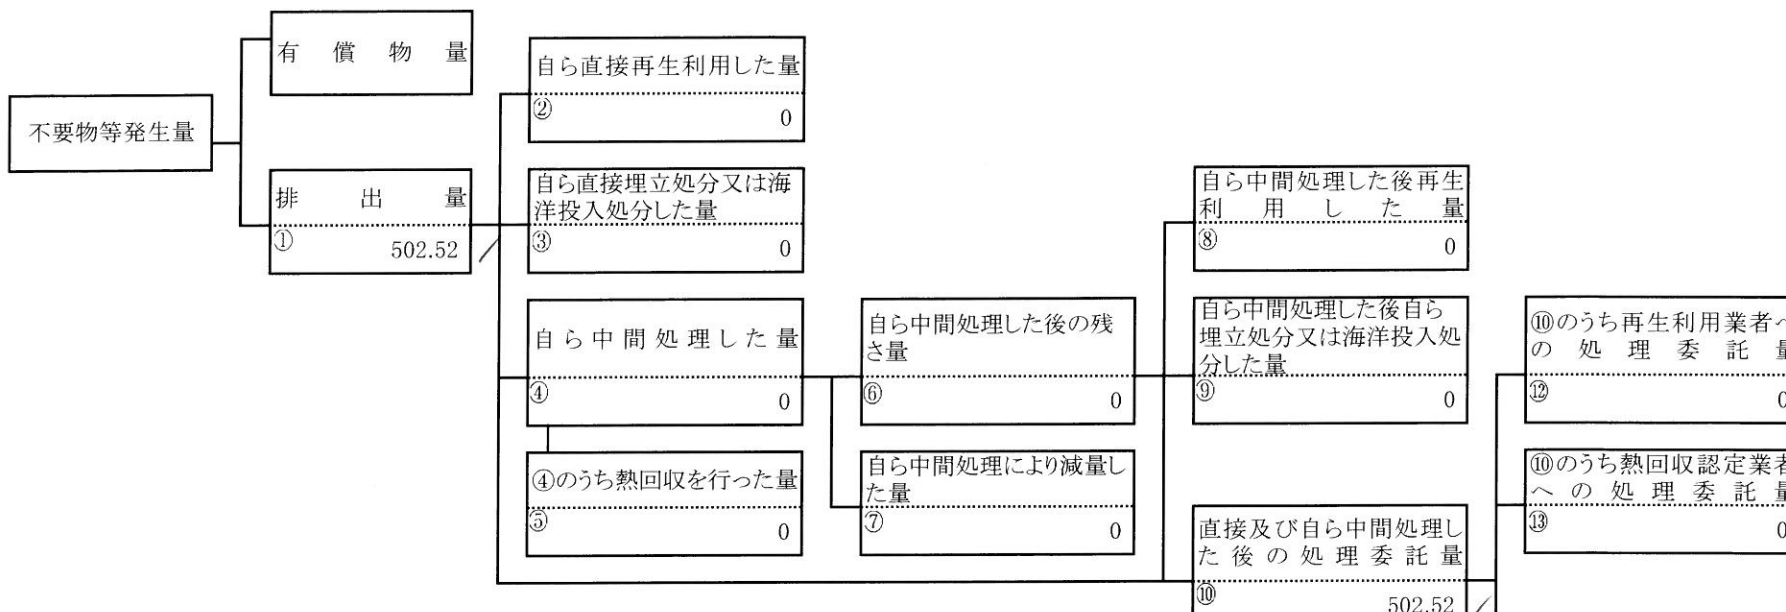 不要物等発生量
有償物量
排出量
①
502.52
自ら直接再生利用した量
②
0
自ら直接埋立処分又は海
洋投入処分した量
③
0
自ら中間処理した量
④
0
④のうち熱回収を行った量
⑤
0
自ら中間処理した後の残
さ量
⑥
0
自ら中間処理により減量し
た量
⑦
0
自ら中間処理した後再生
利用した量
⑧
0
自ら中間処理した後自ら
埋立処分又は海洋投入処
分した量
⑨
0
直接及び自ら中間処理し
た後の処理委託量
⑩
502.52
⑩のうち再生利用業者へ
の処理委託量
⑫
0
⑩のうち熱回収認定業者
への処理委託量
⑬
0